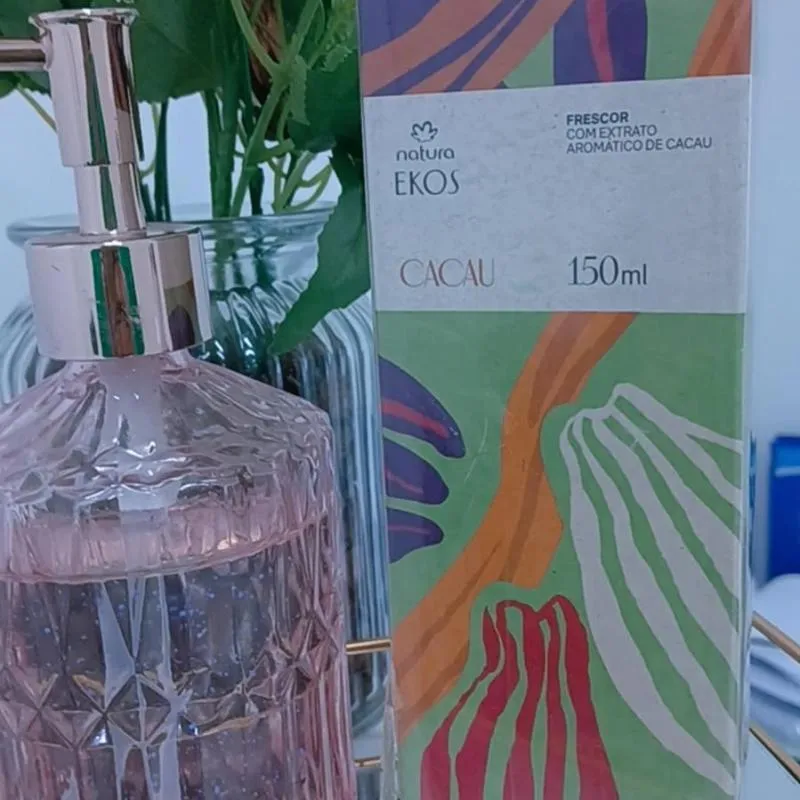 natura
EKOS
FRESCOR
COM EXTRATO
AROMÁTICO DE CACAU
CACAU
150ml